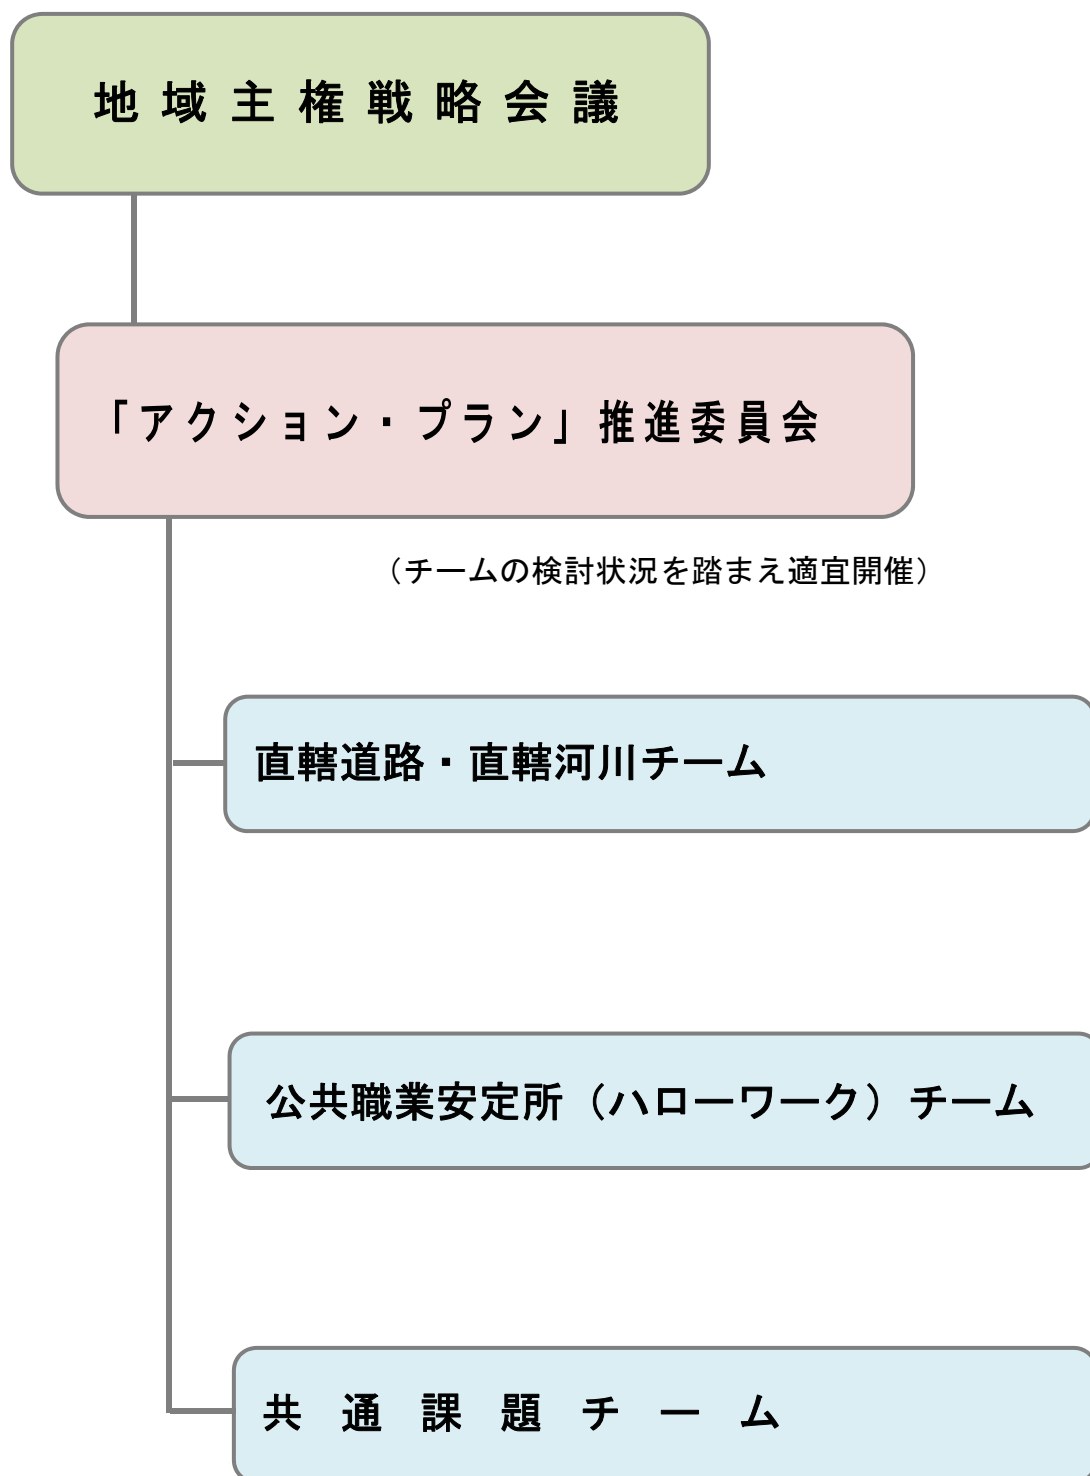 地域主権戦略会議
「アクション・プラン」推進委員会
（チームの検討状況を踏まえ適宜開催）
直轄道路・直轄河川チーム
公共職業安定所（ハローワーク）チーム
共通課題チーム